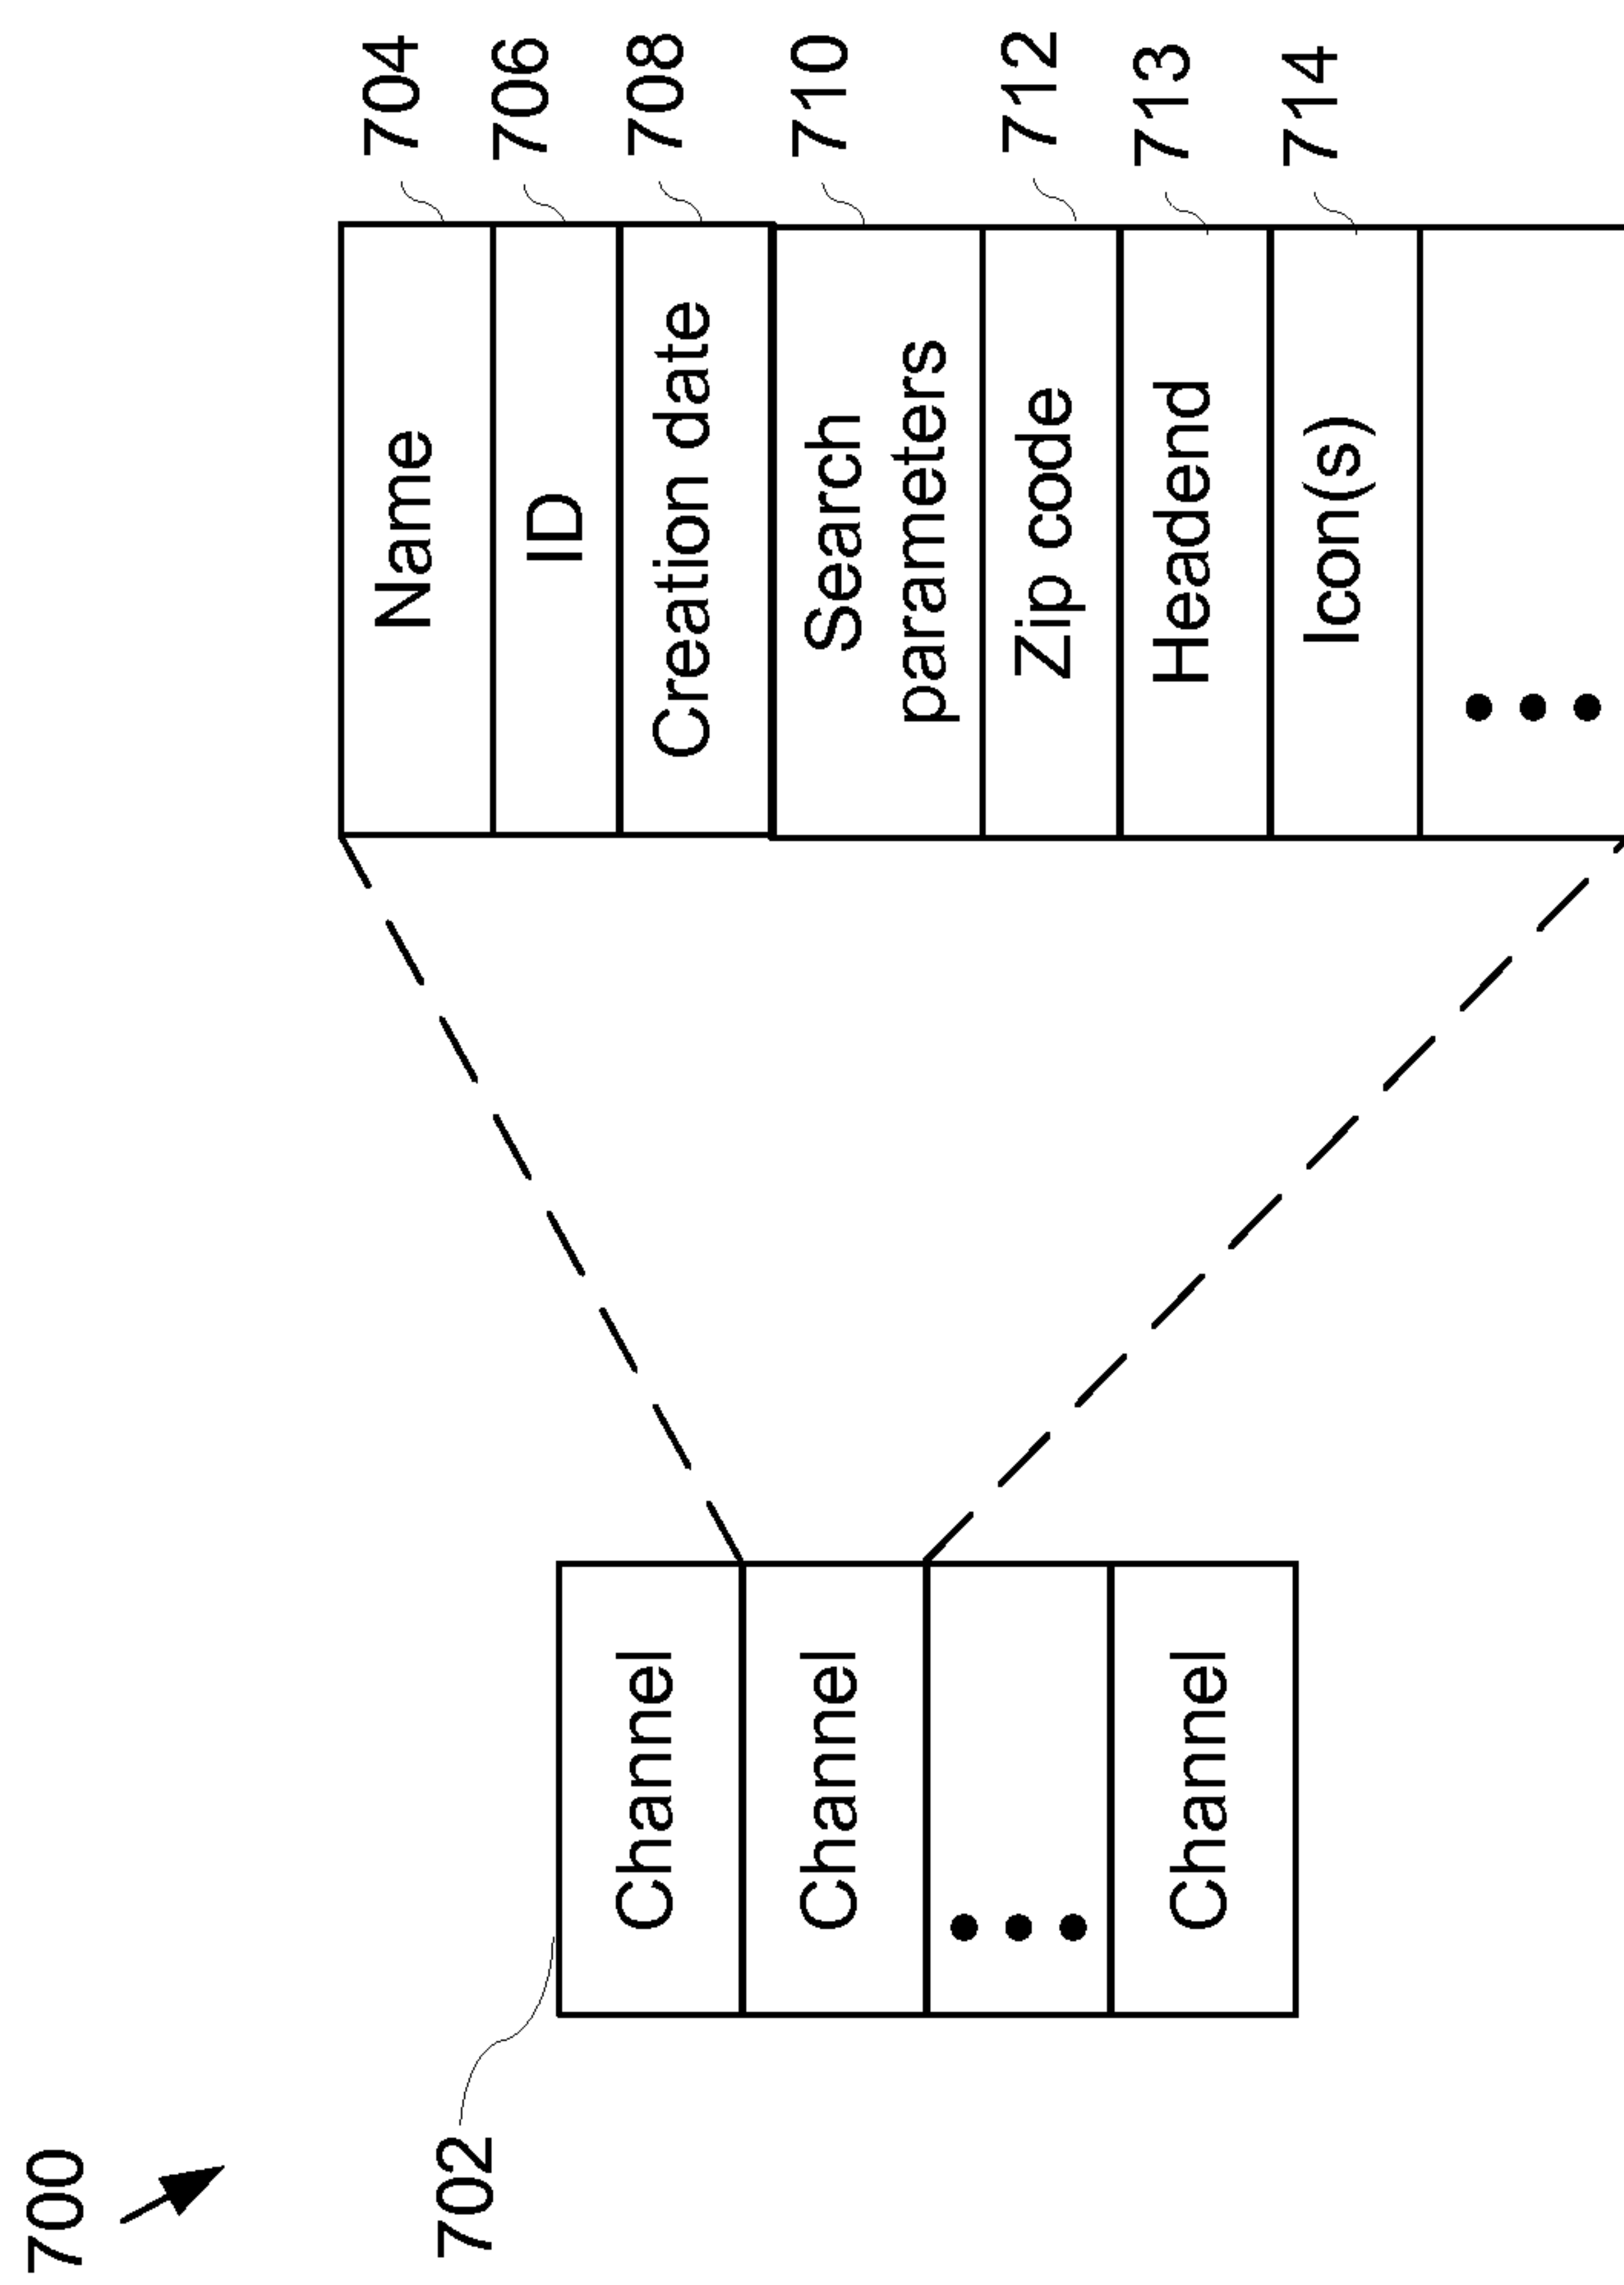 700
702
Channel
Channel
Channel
Name
704
ID
706
Creation date
708
Search
parameters
710
Zip code
712
Headend
713
Icon(s)
714